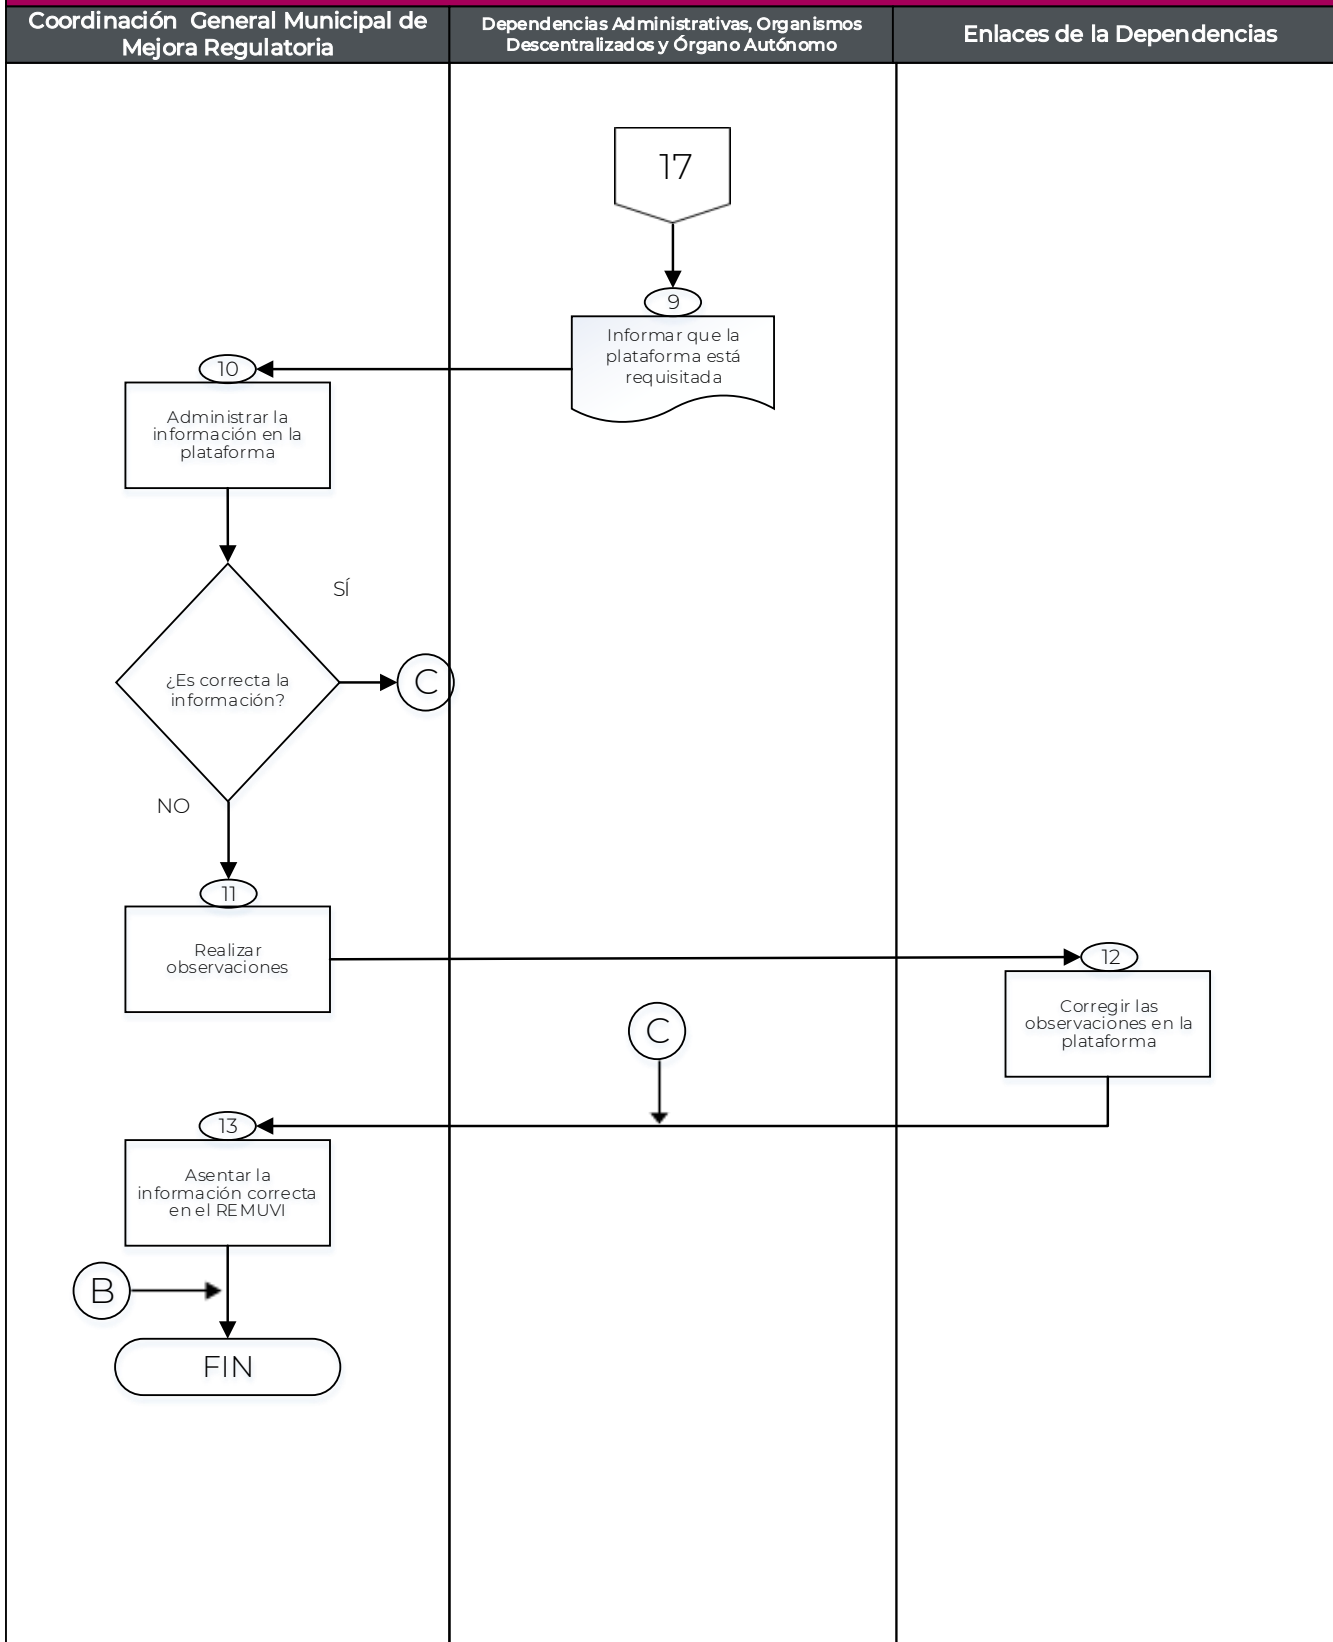 Coordinación General Municipal de
Mejora Regulatoria
Dependencias Administrativas, Organismos
Descentralizados y Órgano Autónomo
Enlaces de la Dependencias
17
9
Informar que la
plataforma está
requisitada
10
Administrar la
información en la
plataforma
SÍ
¿Es correcta la
información?
C
NO
11
Realizar
observaciones
12
Corregir las
observaciones en la
plataforma
C
13
Asentar la
información correcta
en el REMUVI
B
FIN